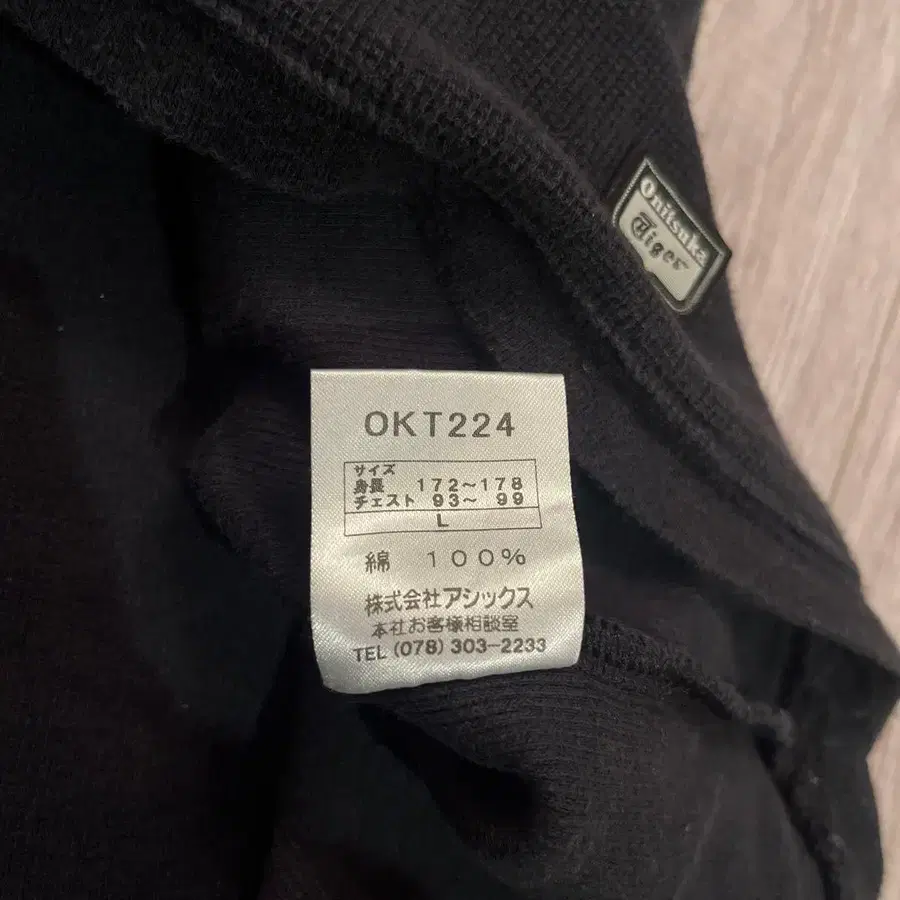 Onitsuka
Tiger
OKT224
サイズ
身長 172〜178
チェスト 93〜 99
L
綿 100%
株式会社アシックス
本社お客様相談室
TEL (078) 303-2233